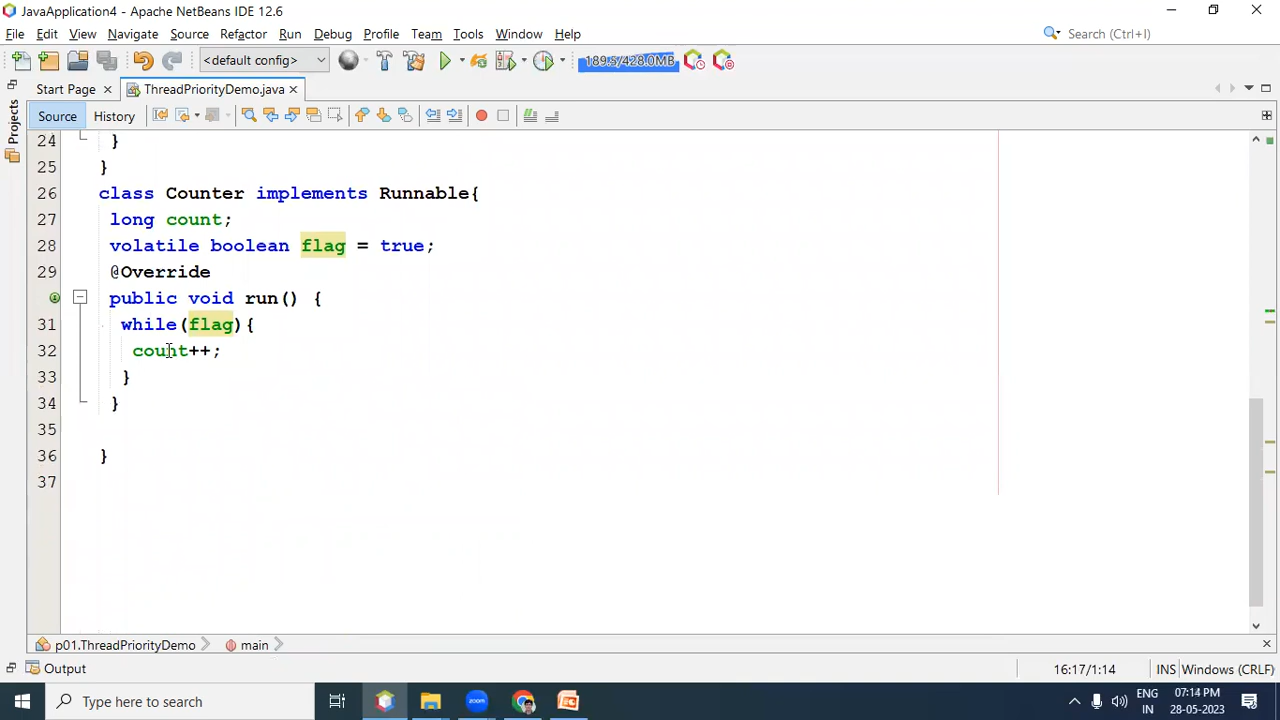 JavaApplication4 - Apache NetBeans IDE 12.6
File Edit View Navigate Source Refactor Run Debug Profile Team Tools Window Help
Search (Ctrl+I)
<default config>
189.5/428.0MB
Start Page
ThreadPriorityDemo.java
Projects
Source History
24 }
25 }
26 class Counter implements Runnable{
27 long count;
28 volatile boolean flag = true;
29 @Override
public void run() {
31 while(flag){
32 count++;
33 }
34 }
35
36 }
37
p01.ThreadPriorityDemo
main
Output
16:17/1:14
INS
Windows (CRLF)
Type here to search
zoom
ENG
IN
07:14 PM
28-05-2023